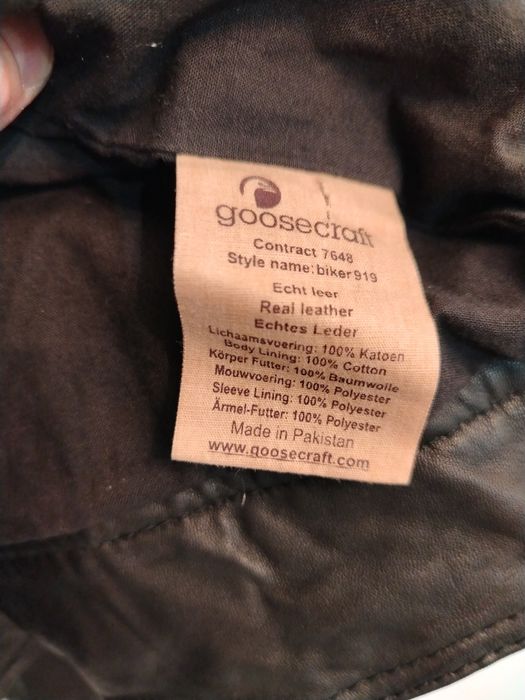 goosecraft
Contract 7648
Style name: biker919
Echt leer
Real leather
Echtes Leder
Lichaamsvoering: 100% Katoen
Body Lining: 100% Cotton
Körper Futter: 100% Baumwolle
Mouwvoering: 100% Polyester
Sleeve Lining: 100% Polyester
Ärmel-Futter: 100% Polyester
Made in Pakistan
www.goosecraft.com